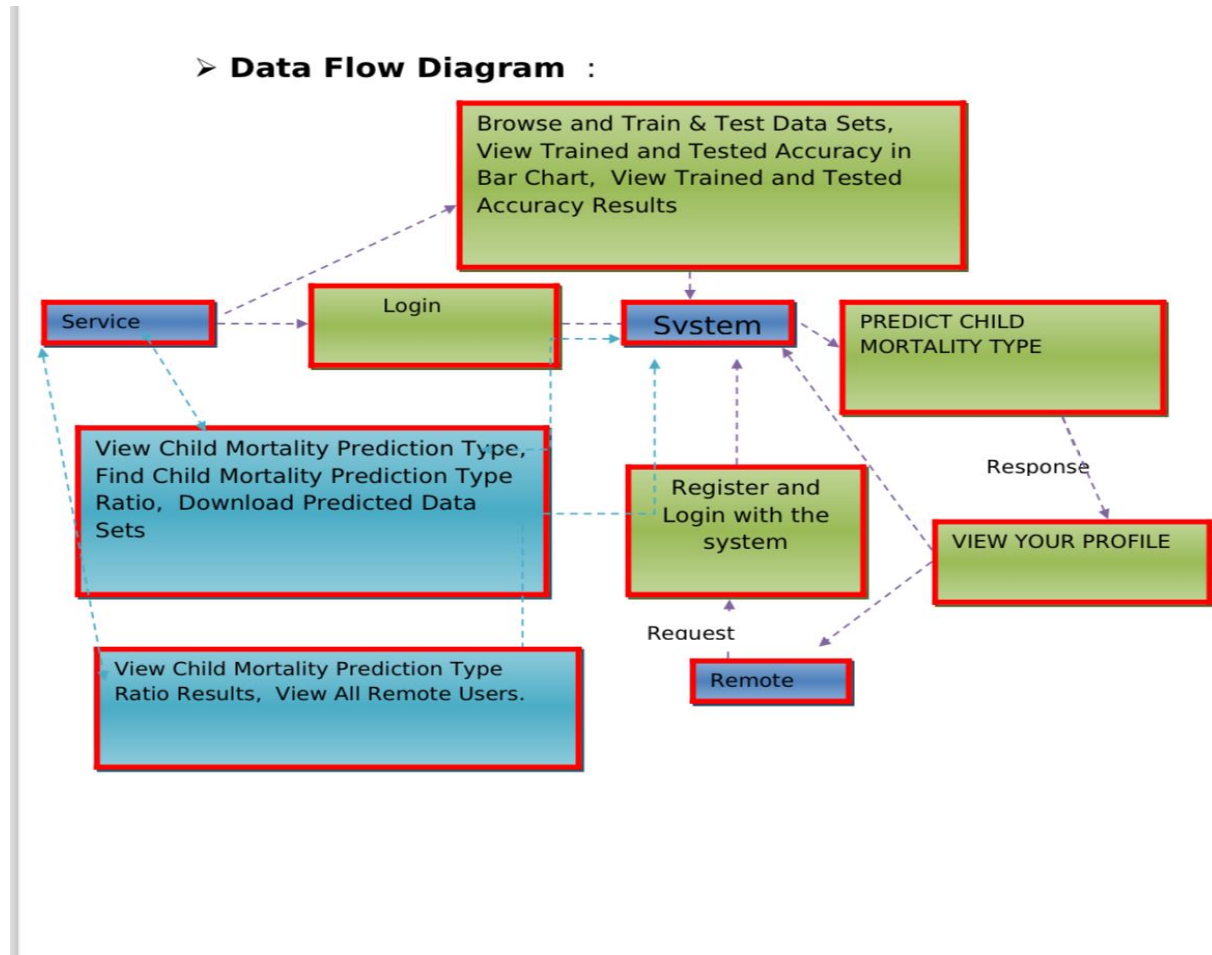 ➢ Data Flow Diagram :
Browse and Train & Test Data Sets,
View Trained and Tested Accuracy in
Bar Chart, View Trained and Tested
Accuracy Results
Service
Login
System
PREDICT CHILD
MORTALITY TYPE
View Child Mortality Prediction Type,
Find Child Mortality Prediction Type
Ratio, Download Predicted Data
Sets
Register and
Login with the
system
Response
VIEW YOUR PROFILE
Request
View Child Mortality Prediction Type
Ratio Results, View All Remote Users.
Remote